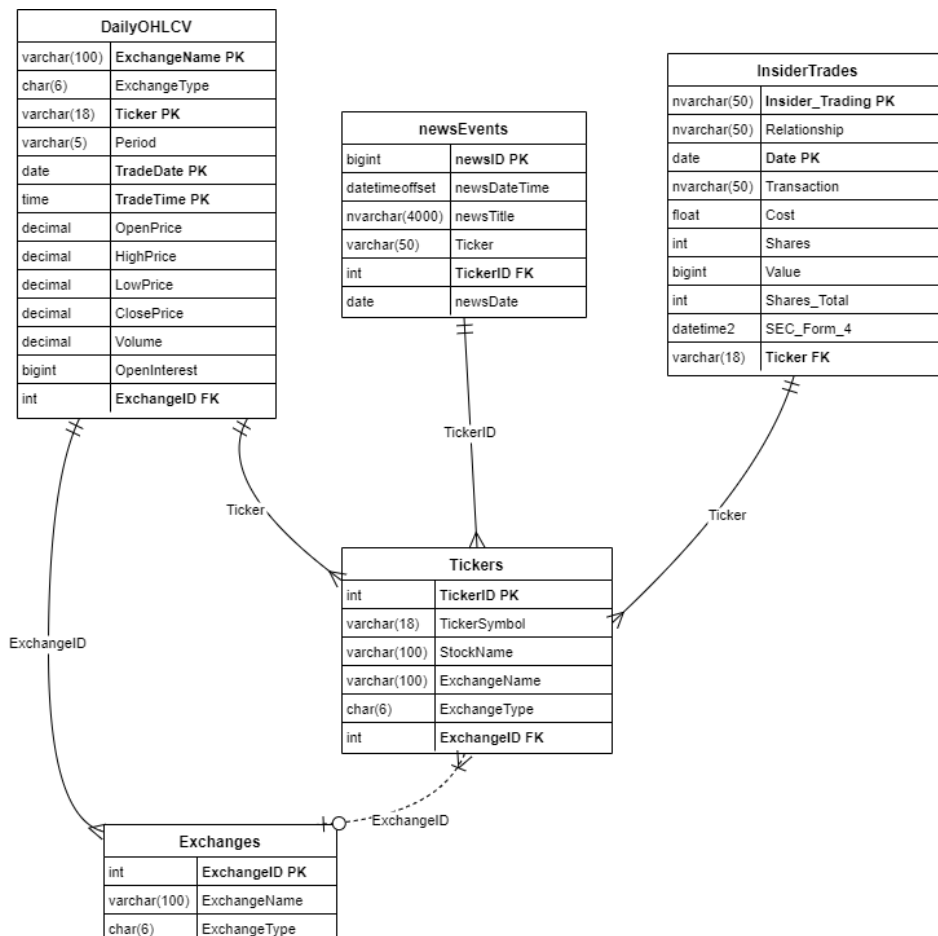 DailyOHLCV
varchar(100) ExchangeName PK
char(6) ExchangeType
varchar(18) Ticker PK
varchar(5) Period
date TradeDate PK
time TradeTime PK
decimal OpenPrice
decimal HighPrice
decimal LowPrice
decimal ClosePrice
decimal Volume
bigint OpenInterest
int ExchangeID FK
newsEvents
bigint newsID PK
datetimeoffset newsDateTime
nvarchar(4000) newsTitle
varchar(50) Ticker
int TickerID FK
date newsDate
InsiderTrades
nvarchar(50) Insider_Trading PK
nvarchar(50) Relationship
date Date PK
nvarchar(50) Transaction
float Cost
int Shares
bigint Value
int Shares_Total
datetime2 SEC_Form_4
varchar(18) Ticker FK
TickerID
Ticker
Ticker
ExchangeID
Tickers
int TickerID PK
varchar(18) TickerSymbol
varchar(100) StockName
varchar(100) ExchangeName
char(6) ExchangeType
int ExchangeID FK
ExchangeID
Exchanges
int ExchangeID PK
varchar(100) ExchangeName
char(6) ExchangeType